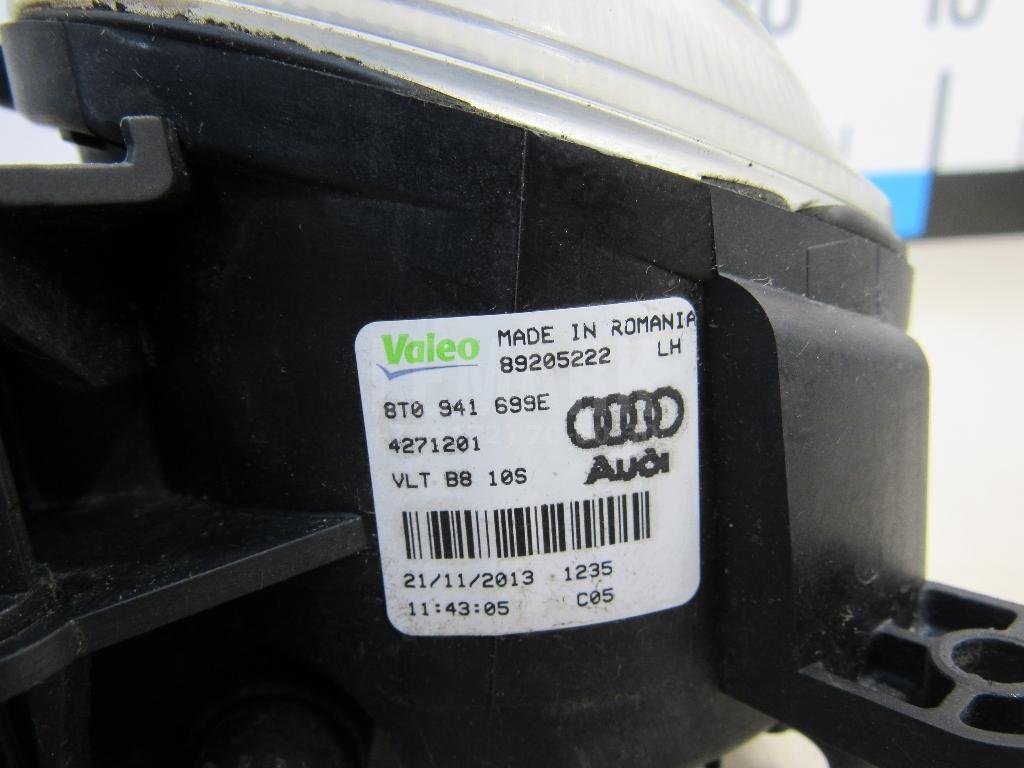 Valeo MADE IN ROMANIA
89205222 LH
8T0 941 699E
4271201
AUDI
VLT B8 10S
21/11/2013 1235
11:43:05 C05
10